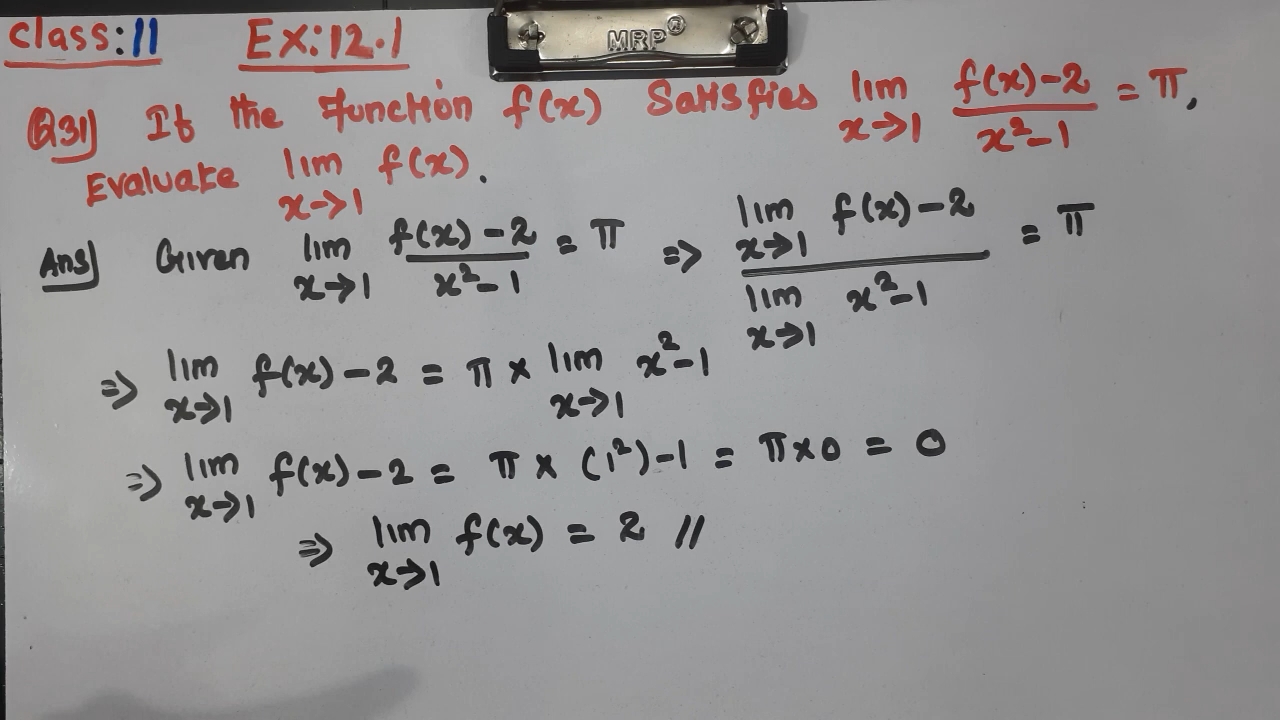 Class:11 Ex:12.1
MRP®
Q31) If the function f(x) Satisfies lim x→1 f(x)-2 / x²-1 = π,
Evaluate lim x→1 f(x).
Ans) Given lim x→1 f(x)-2 / x²-1 = π => lim x→1 f(x)-2 / lim x→1 x²-1 = π
=> lim x→1 f(x)-2 = π × lim x→1 x²-1
=> lim x→1 f(x)-2 = π × (1²)-1 = π×0 = 0
=> lim x→1 f(x) = 2 //